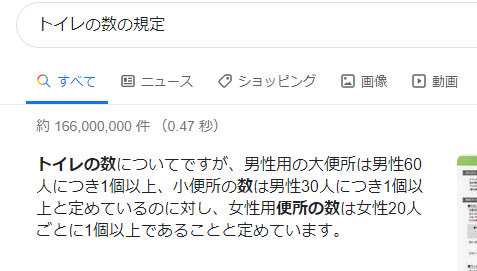 トイレの数の規定
すべて ニュース ショッピング 画像 動画
約 166,000,000 件 （0.47 秒）
トイレの数についてですが、男性用の大便所は男性60
人につき1個以上、小便所の数は男性30人につき1個以
上と定めているのに対し、女性用便所の数は女性20人
ごとに1個以上であることと定めています。